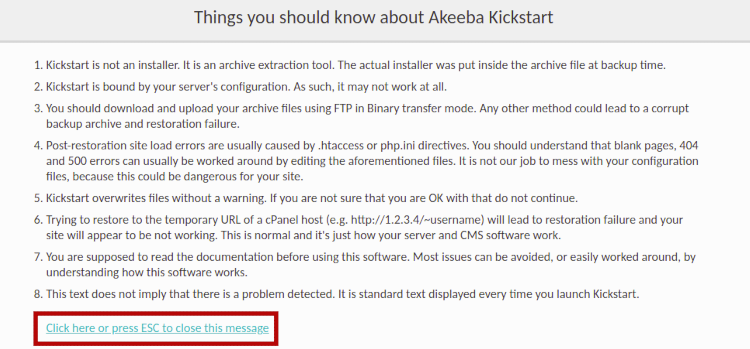 Things you should know about Akeeba Kickstart
1. Kickstart is not an installer. It is an archive extraction tool. The actual installer was put inside the archive file at backup time.
2. Kickstart is bound by your server's configuration. As such, it may not work at all.
3. You should download and upload your archive files using FTP in Binary transfer mode. Any other method could lead to a corrupt
backup archive and restoration failure.
4. Post-restoration site load errors are usually caused by .htaccess or php.ini directives. You should understand that blank pages, 404
and 500 errors can usually be worked around by editing the aforementioned files. It is not our job to mess with your configuration
files, because this could be dangerous for your site.
5. Kickstart overwrites files without a warning. If you are not sure that you are OK with that do not continue.
6. Trying to restore to the temporary URL of a cPanel host (e.g. http://1.2.3.4/~username) will lead to restoration failure and your
site will appear to be not working. This is normal and it's just how your server and CMS software work.
7. You are supposed to read the documentation before using this software. Most issues can be avoided, or easily worked around, by
understanding how this software works.
8. This text does not imply that there is a problem detected. It is standard text displayed every time you launch Kickstart.
Click here or press ESC to close this message